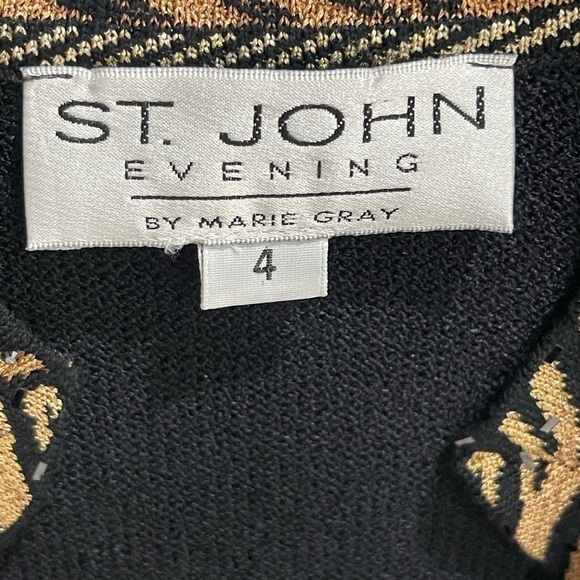 ST. JOHN
EVENING
BY MARIE GRAY
4